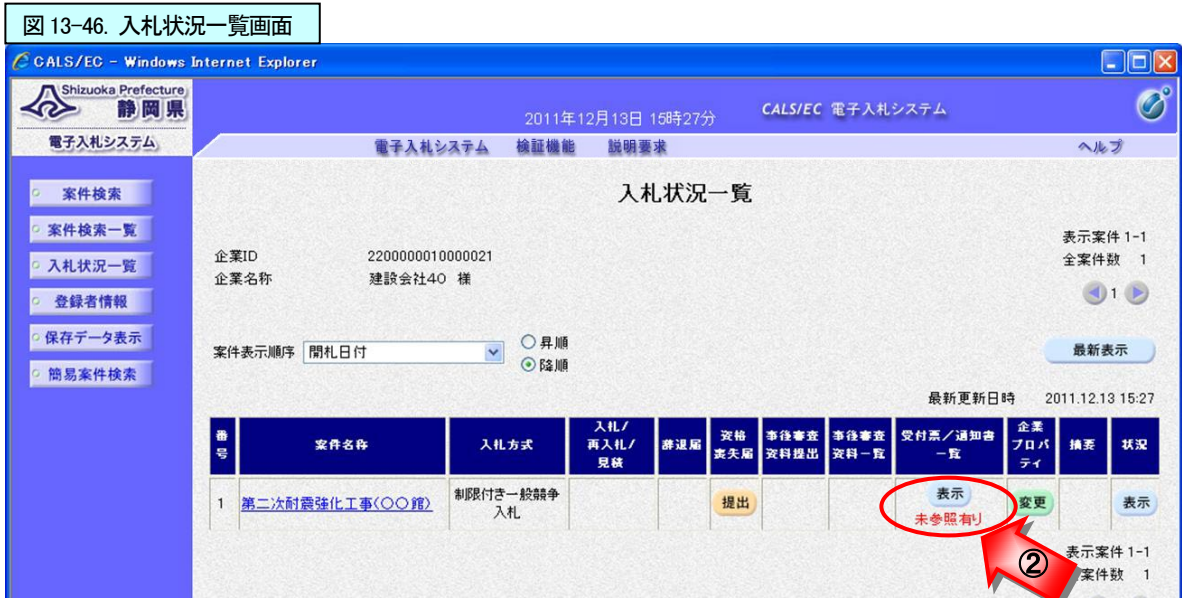 図 13-46. 入札状況一覧画面
CALS/EC - Windows Internet Explorer
Shizuoka Prefecture
静岡県
電子入札システム
2011年12月13日 15時27分
CALS/EC 電子入札システム
電子入札システム 検証機能 説明要求 ヘルプ
案件検索
案件検索一覧
入札状況一覧
登録者情報
保存データ表示
簡易案件検索
入札状況一覧
表示案件 1-1
全案件数 1
1
企業ID 2200000010000021
企業名称 建設会社40 様
案件表示順序 開札日付
昇順
降順
最新表示
最新更新日時 2011.12.13 15:27
番号 案件名称 入札方式 入札/再入札/見積 辞退届 資格喪失届 事後審査資料提出 事後審査資料一覧 受付票/通知書一覧 企業プロパティ 摘要 状況
1 第二次耐震強化工事(○○館) 制限付き一般競争入札 提出 表示 未参照有り 変更 表示
②
表示案件 1-1
案件数 1